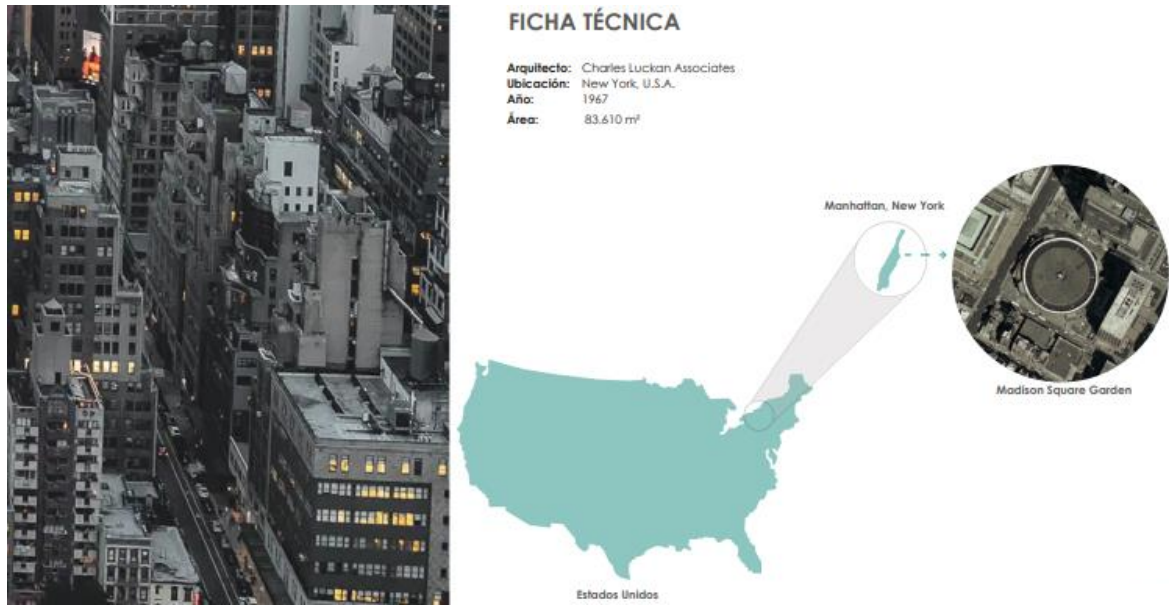 FICHA TÉCNICA
Arquitecto: Charles Luckan Associates
Ubicación: New York, U.S.A.
Año: 1967
Área: 83.610 m²
Manhattan, New York
Madison Square Garden
Estados Unidos